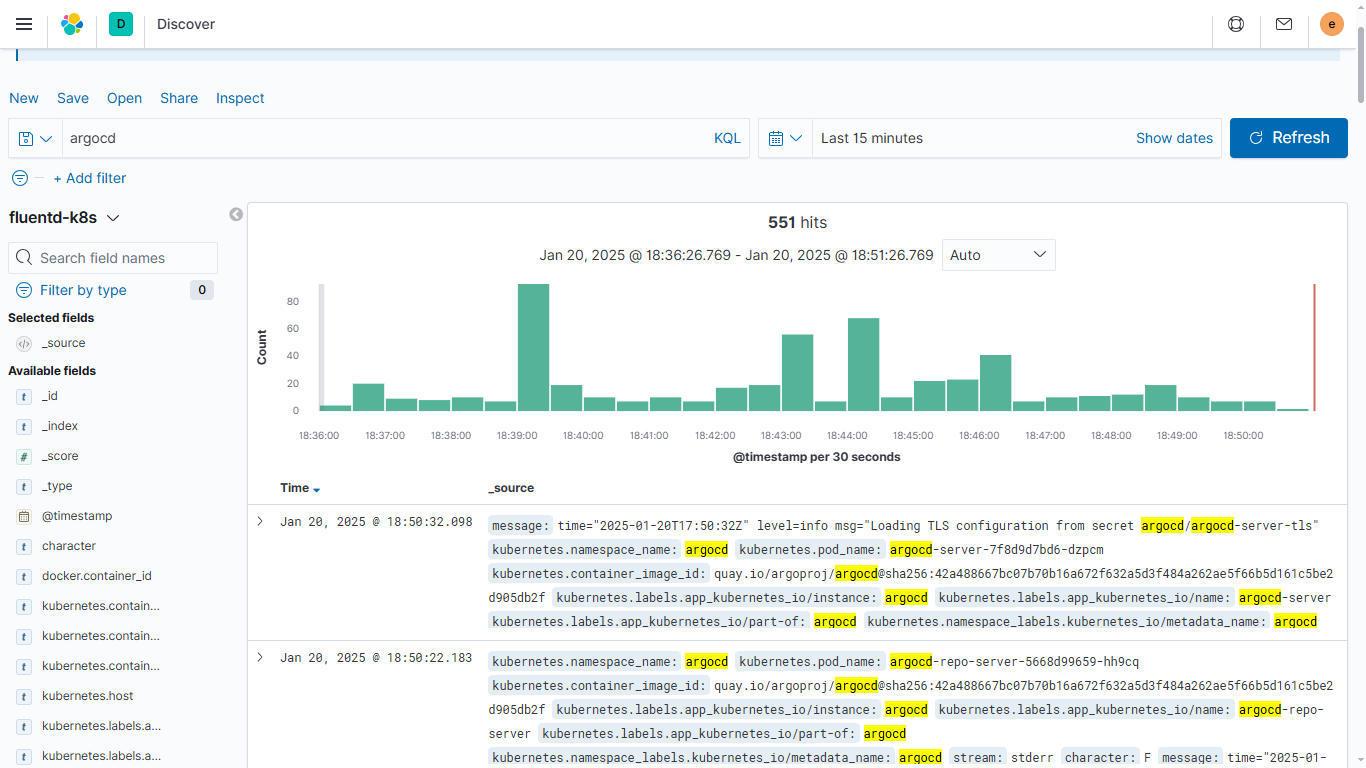 D Discover e
New Save Open Share Inspect
argocd KQL Last 15 minutes Show dates Refresh
+ Add filter
fluentd-k8s
Search field names
Filter by type 0
Selected fields
_source
Available fields
t _id
t _index
# _score
t _type
@timestamp
t character
t docker.container_id
t kubernetes.contain...
t kubernetes.contain...
t kubernetes.contain...
t kubernetes.host
t kubernetes.labels.a...
t kubernetes.labels.a...
551 hits
Jan 20, 2025 @ 18:36:26.769 - Jan 20, 2025 @ 18:51:26.769 Auto
Count
80
60
40
20
0
18:36:00 18:37:00 18:38:00 18:39:00 18:40:00 18:41:00 18:42:00 18:43:00 18:44:00 18:45:00 18:46:00 18:47:00 18:48:00 18:49:00 18:50:00
@timestamp per 30 seconds
Time _source
Jan 20, 2025 @ 18:50:32.098 message: time="2025-01-20T17:50:32Z" level=info msg="Loading TLS configuration from secret argocd/argocd-server-tls"
kubernetes.namespace_name: argocd kubernetes.pod_name: argocd-server-7f8d9d7bd6-dzpcm
kubernetes.container_image_id: quay.io/argoproj/argocd@sha256:42a488667bc07b70b16a672f632a5d3f484a262ae5f66b5d161c5be2
d905db2f kubernetes.labels.app_kubernetes_io/instance: argocd kubernetes.labels.app_kubernetes_io/name: argocd-server
kubernetes.labels.app_kubernetes_io/part-of: argocd kubernetes.namespace_labels.kubernetes_io/metadata_name: argocd
Jan 20, 2025 @ 18:50:22.183 kubernetes.namespace_name: argocd kubernetes.pod_name: argocd-repo-server-5668d99659-hh9cq
kubernetes.container_image_id: quay.io/argoproj/argocd@sha256:42a488667bc07b70b16a672f632a5d3f484a262ae5f66b5d161c5be2
d905db2f kubernetes.labels.app_kubernetes_io/instance: argocd kubernetes.labels.app_kubernetes_io/name: argocd-repo-
server kubernetes.labels.app_kubernetes_io/part-of: argocd
kubernetes.namespace_labels.kubernetes_io/metadata_name: argocd stream: stderr character: F message: time="2025-01-